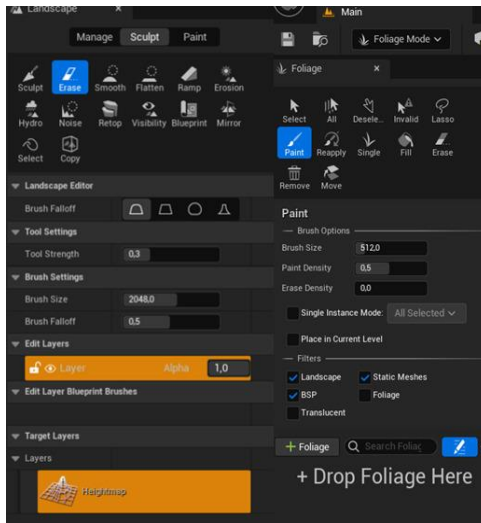 Landscape
Manage Sculpt Paint
Sculpt Erase Smooth Flatten Ramp Erosion
Hydro Noise Retop Visibility Blueprint Mirror
Select Copy
Landscape Editor
Brush Falloff
Tool Settings
Tool Strength 0,3
Brush Settings
Brush Size 2048,0
Brush Falloff 0,5
Edit Layers
Layer Alpha 1,0
Edit Layer Blueprint Brushes
Target Layers
Layers
Heightmap
Main
Foliage Mode
Foliage
Select All Desele... Invalid Lasso
Paint Reapply Single Fill Erase
Remove Move
Paint
Brush Options
Brush Size 512,0
Paint Density 0,5
Erase Density 0,0
Single Instance Mode: All Selected
Place in Current Level
Filters
Landscape Static Meshes
BSP Foliage
Translucent
+ Foliage Search Foliag
+ Drop Foliage Here